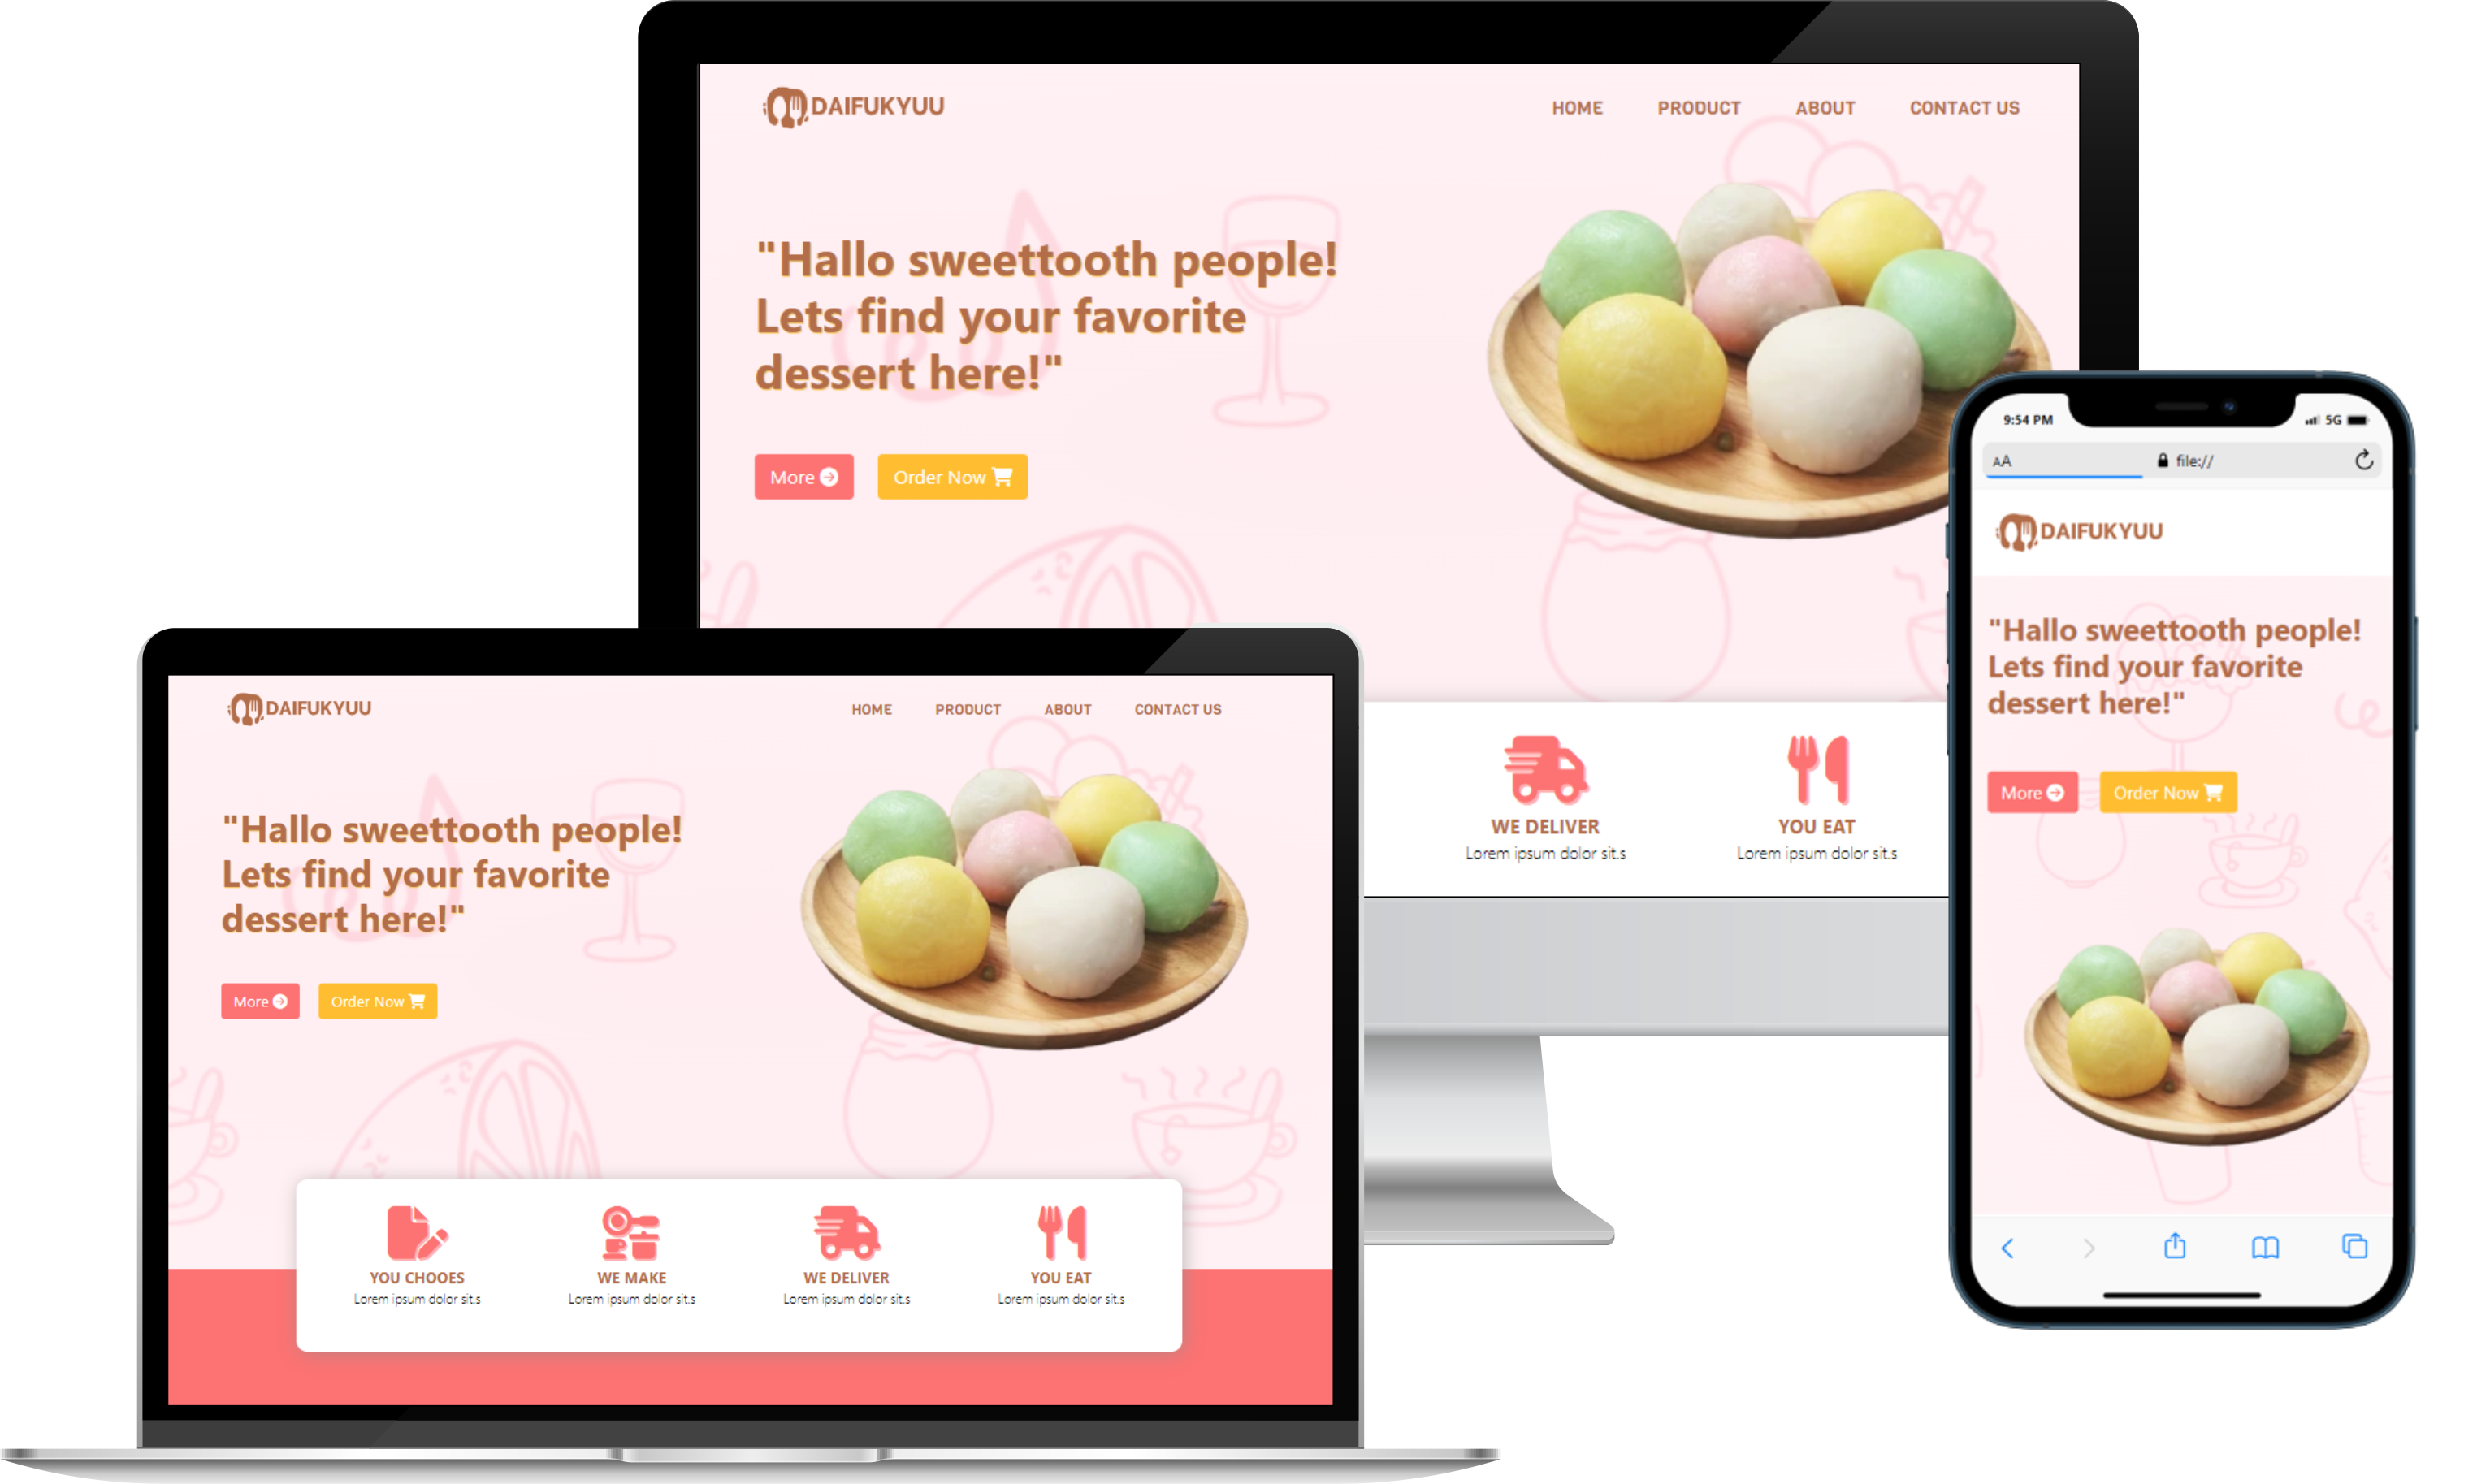 DAIFUKYUU
HOME PRODUCT ABOUT CONTACT US
"Hallo sweettooth people!
Lets find your favorite
dessert here!"
More Order Now
WE DELIVER YOU EAT
Lorem ipsum dolor sit.s Lorem ipsum dolor sit.s
DAIFUKYUU
HOME PRODUCT ABOUT CONTACT US
"Hallo sweettooth people!
Lets find your favorite
dessert here!"
More Order Now
YOU CHOOES WE MAKE WE DELIVER YOU EAT
Lorem ipsum dolor sit.s Lorem ipsum dolor sit.s Lorem ipsum dolor sit.s Lorem ipsum dolor sit.s
9:54 PM 5G
AA file://
DAIFUKYUU
"Hallo sweettooth people!
Lets find your favorite
dessert here!"
More Order Now